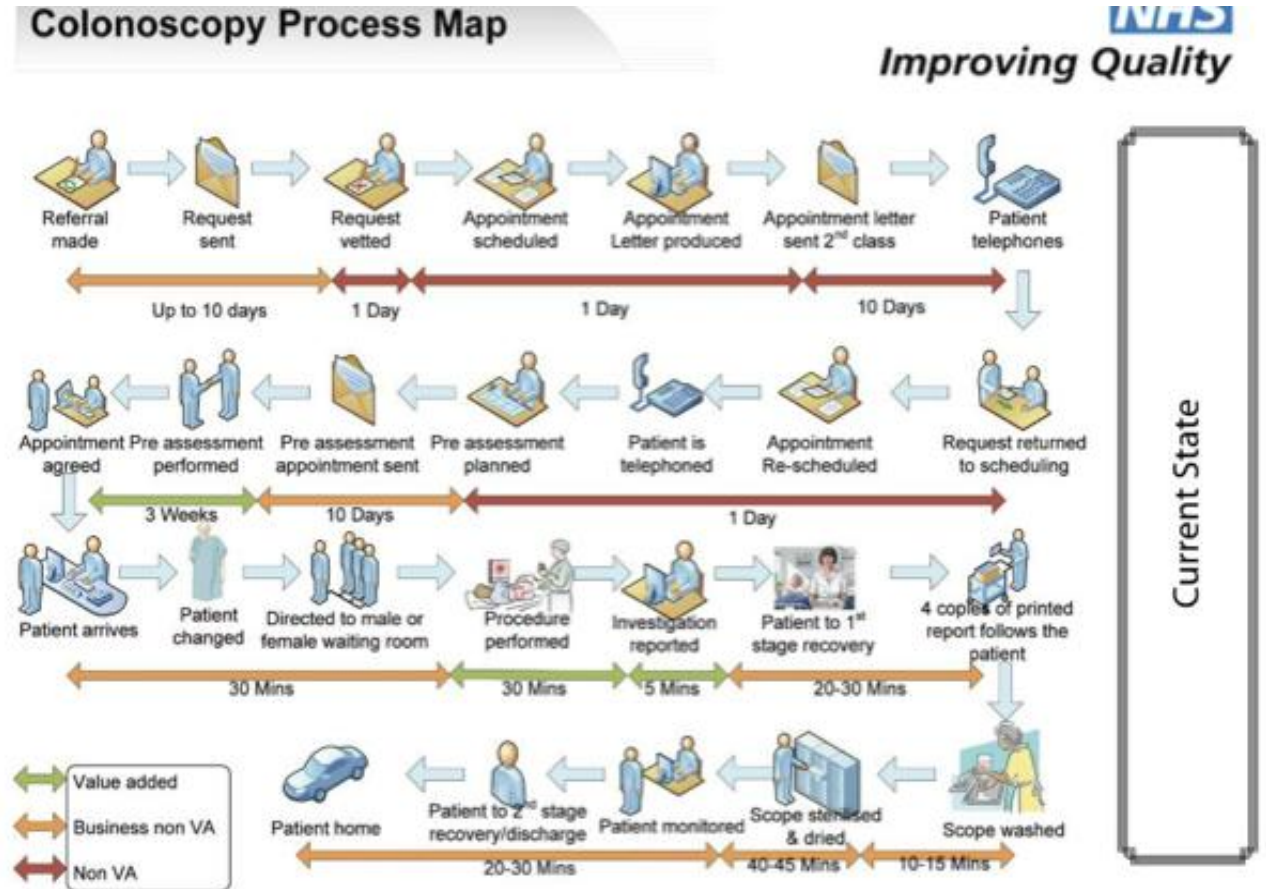 Colonoscopy Process Map
NHS
Improving Quality
Referral
made
Request
sent
Request
vetted
Appointment
scheduled
Appointment
Letter produced
Appointment letter
sent 2nd class
Patient
telephones
Up to 10 days
1 Day
1 Day
10 Days
Appointment
agreed
Pre assessment
performed
Pre assessment
appointment sent
Pre assessment
planned
Patient is
telephoned
Appointment
Re-scheduled
Request returned
to scheduling
3 Weeks
10 Days
1 Day
Patient arrives
Patient
changed
Directed to male or
female waiting room
Procedure
performed
Investigation
reported
Patient to 1st
stage recovery
4 copies of printed
report follows the
patient
30 Mins
30 Mins
5 Mins
20-30 Mins
Patient home
Patient to 2nd stage
recovery/discharge
Patient monitored
Scope sterilised
& dried
Scope washed
20-30 Mins
40-45 Mins
10-15 Mins
Value added
Business non VA
Non VA
Current State